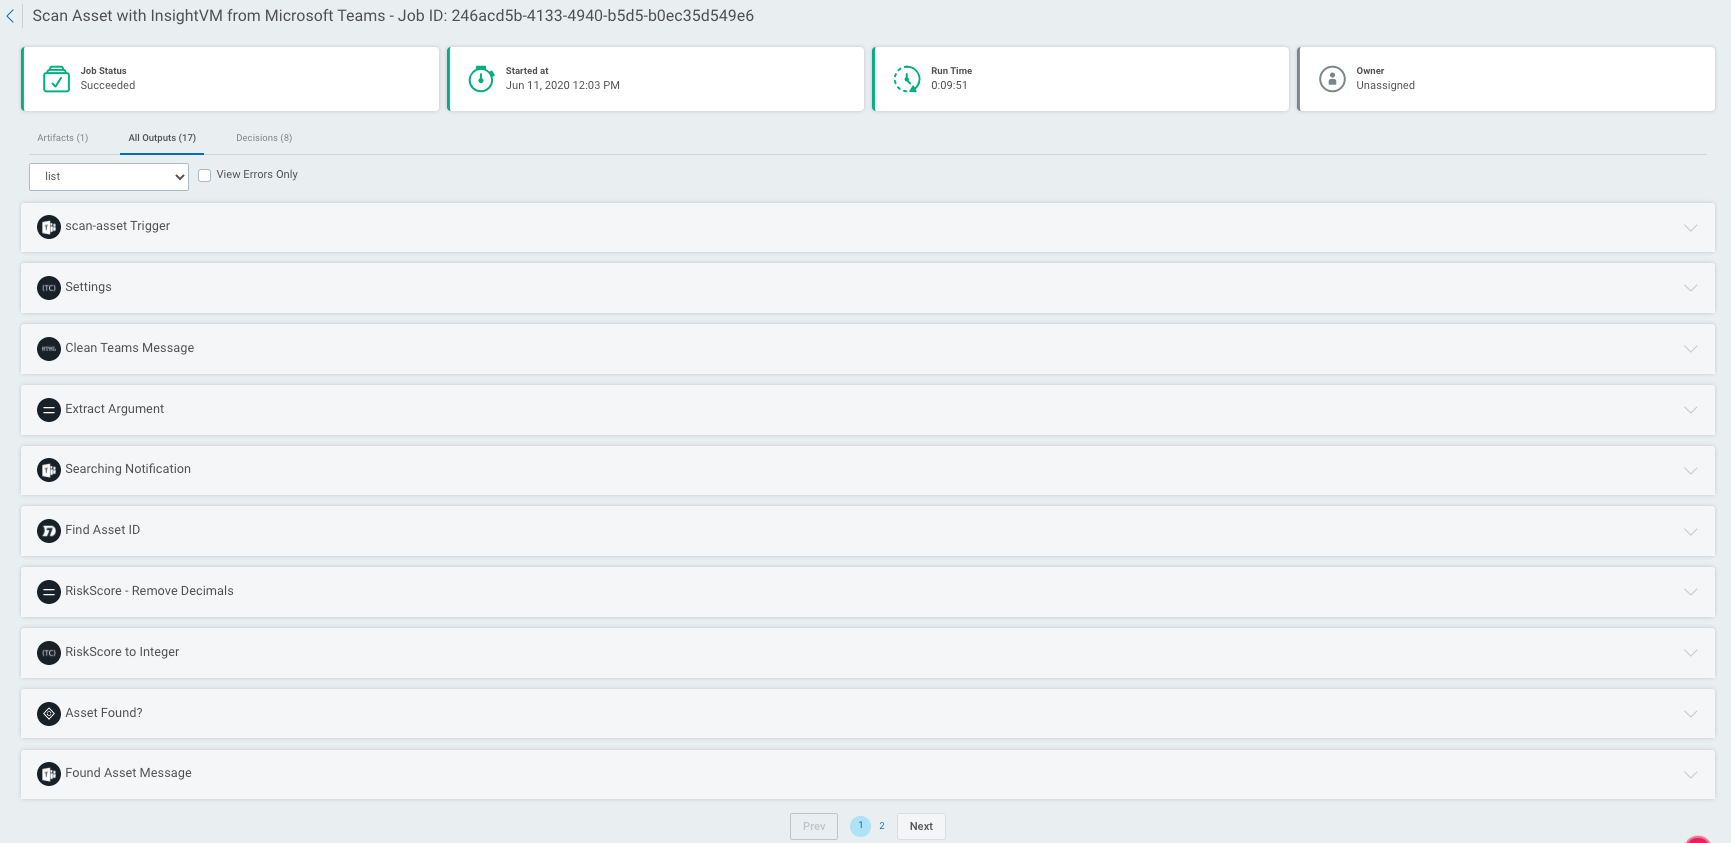 Scan Asset with InsightVM from Microsoft Teams - Job ID: 246acd5b-4133-4940-b5d5-b0ec35d549e6
Job Status
Succeeded
Started at
Jun 11, 2020 12:03 PM
Run Time
0:09:51
Owner
Unassigned
Artifacts (1)
All Outputs (17)
Decisions (8)
list
View Errors Only
scan-asset Trigger
(TC) Settings
HTML Clean Teams Message
Extract Argument
Searching Notification
Find Asset ID
RiskScore - Remove Decimals
(TC) RiskScore to Integer
Asset Found?
Found Asset Message
Prev 1 2 Next